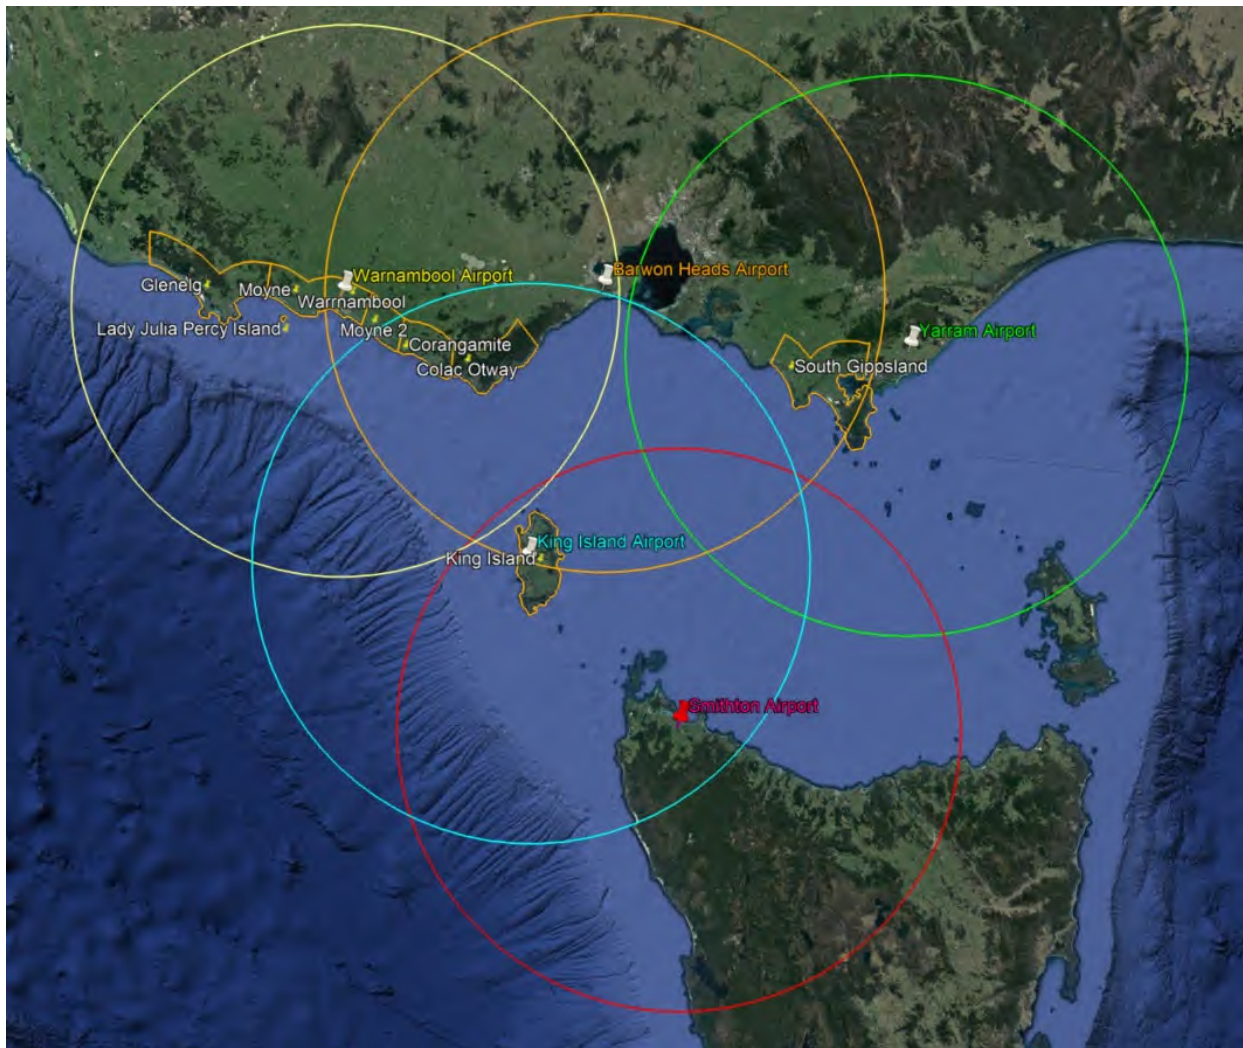 Barwon Heads Airport
Warnambool Airport
Glenelg
Moyne
Warrnambool
Lady Julia Percy Island
Moyne 2
Yarram Airport
Corangamite
Colac Otway
South Gippsland
King Island Airport
King Island
Smithton Airport